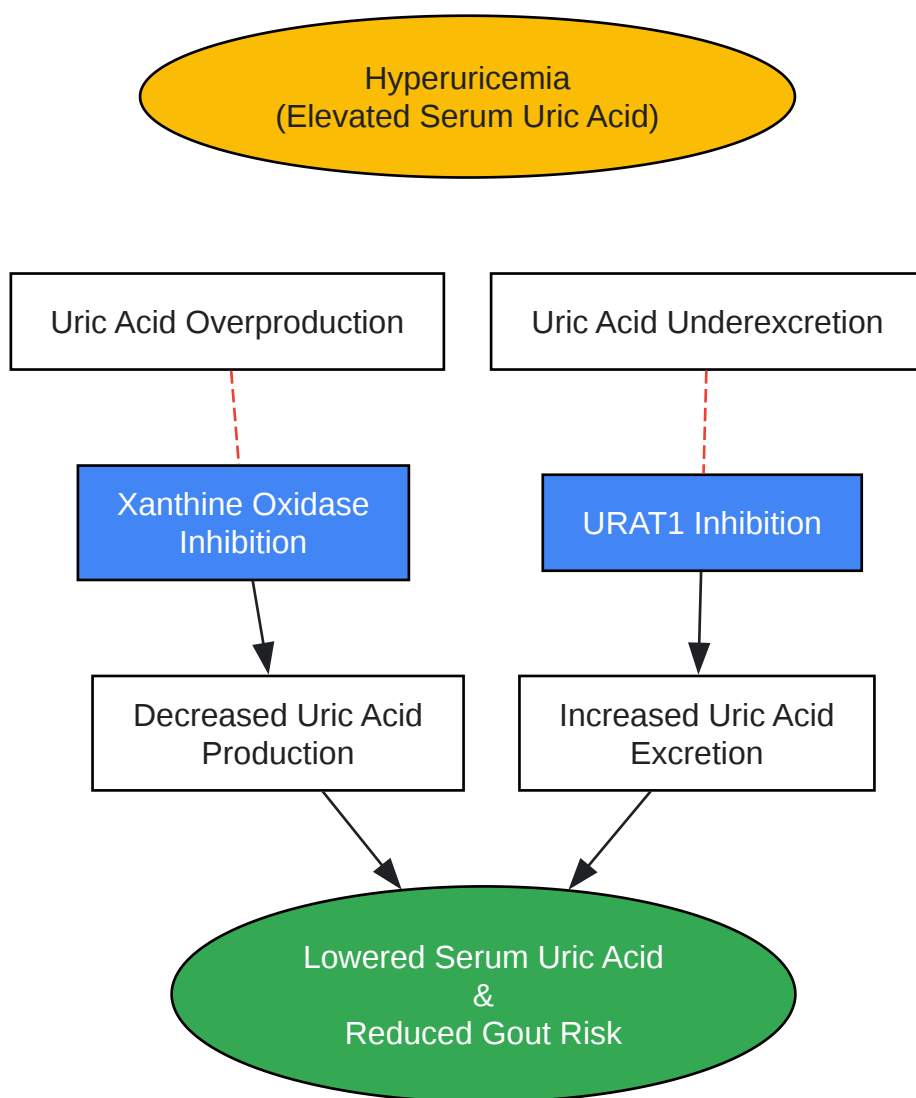 Hyperuricemia
(Elevated Serum Uric Acid)
Uric Acid Overproduction
Uric Acid Underexcretion
Xanthine Oxidase
Inhibition
URAT1 Inhibition
Decreased Uric Acid
Production
Increased Uric Acid
Excretion
Lowered Serum Uric Acid
&
Reduced Gout Risk